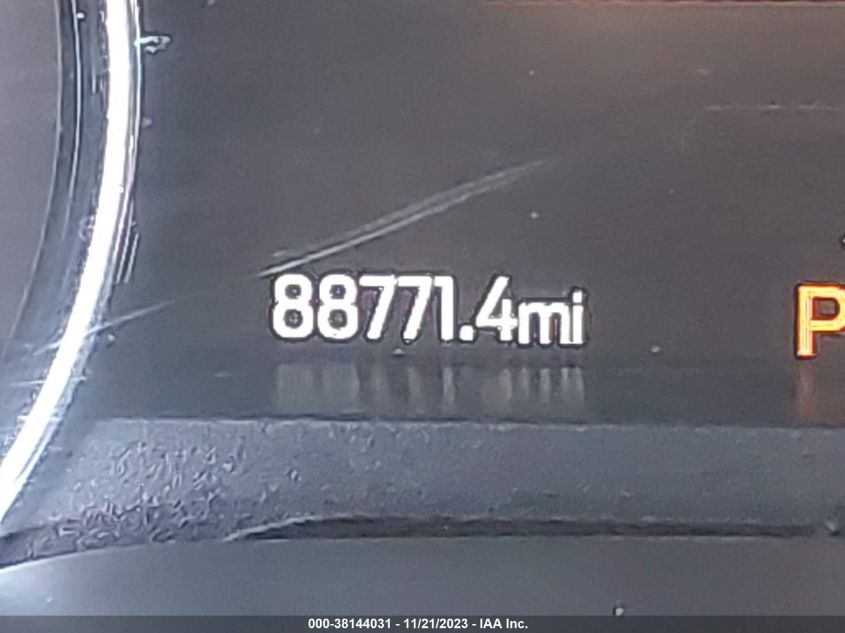 88771.4mi
P
000-38144031 - 11/21/2023 - IAA Inc.